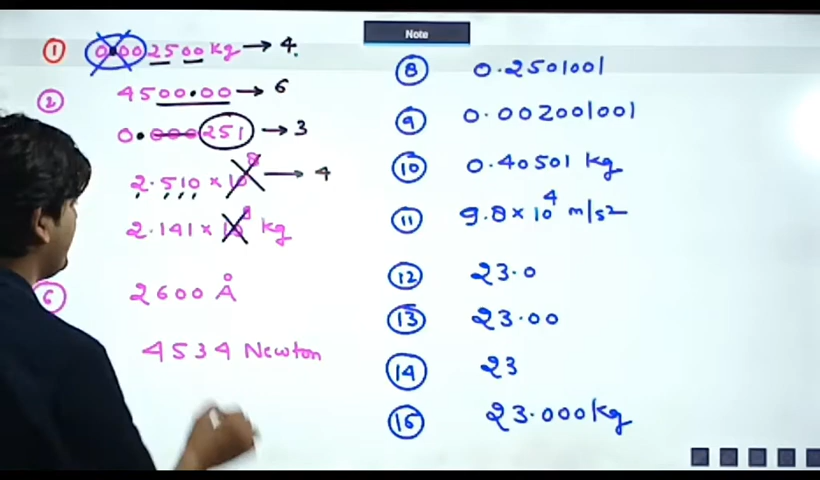 Note
1 0.002500 kg → 4.
2 4500.00 → 6
0.000251 → 3
2.510 × 10⁸ → 4
2.141 × 10⁸ kg
6 2600 Å
4534 Newton
8 0.2501001
9 0.002001001
10 0.40501 kg
11 9.8 × 10⁴ m/s²
12 23.0
13 23.00
14 23
15 23.000 kg